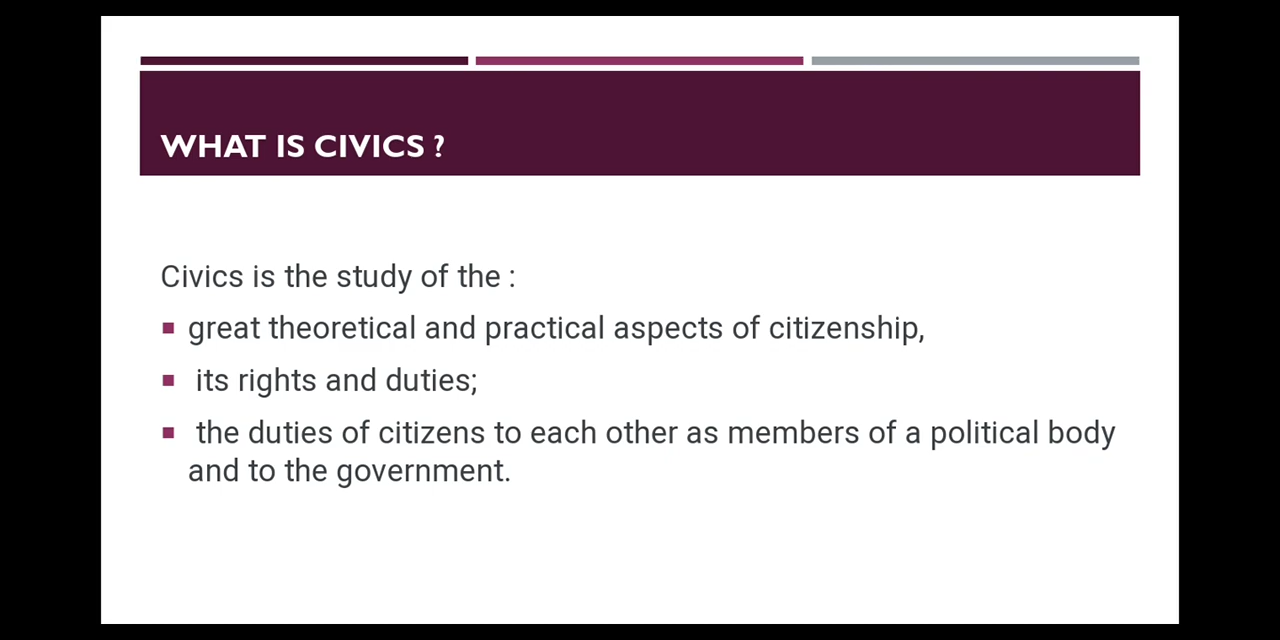 WHAT IS CIVICS ?
Civics is the study of the :
▪ great theoretical and practical aspects of citizenship,
▪ its rights and duties;
▪ the duties of citizens to each other as members of a political body
and to the government.